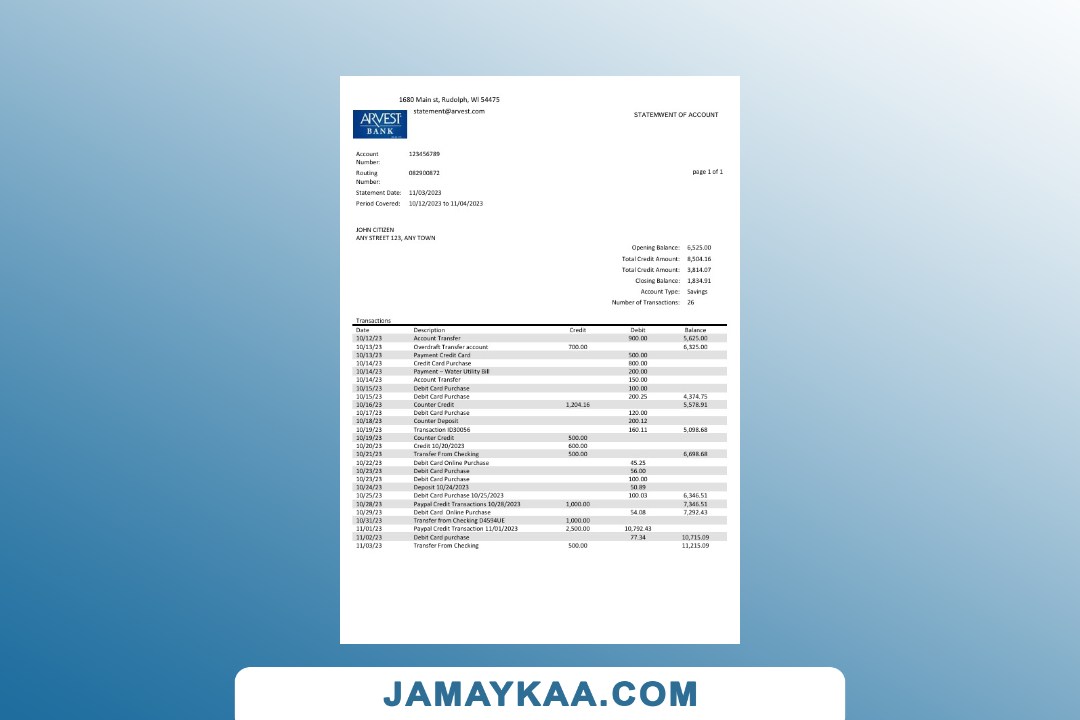 1680 Main st, Rudolph, WI 54475
statement@arvest.com
ARVEST
BANK
STATEMWENT OF ACCOUNT
Account Number: 123456789
Routing Number: 082900872
page 1 of 1
Statement Date: 11/03/2023
Period Covered: 10/12/2023 to 11/04/2023
JOHN CITIZEN
ANY STREET 123, ANY TOWN
Opening Balance: 6,525.00
Total Credit Amount: 8,504.16
Total Credit Amount: 3,814.07
Closing Balance: 1,834.91
Account Type: Savings
Number of Transactions: 26
Transactions
Date Description Credit Debit Balance
10/12/23 Account Transfer 900.00 5,625.00
10/13/23 Overdraft Transfer account 700.00 6,325.00
10/13/23 Payment Credit Card 500.00
10/14/23 Credit Card Purchase 800.00
10/14/23 Payment – Water Utility Bill 200.00
10/14/23 Account Transfer 150.00
10/15/23 Debit Card Purchase 100.00
10/15/23 Debit Card Purchase 200.25 4,374.75
10/16/23 Counter Credit 1,204.16 5,578.91
10/17/23 Debit Card Purchase 120.00
10/18/23 Counter Deposit 200.12
10/19/23 Transaction ID30056 160.11 5,098.68
10/19/23 Counter Credit 500.00
10/20/23 Credit 10/20/2023 600.00
10/21/23 Transfer From Checking 500.00 6,698.68
10/22/23 Debit Card Online Purchase 45.25
10/23/23 Debit Card Purchase 56.00
10/23/23 Debit Card Purchase 100.00
10/24/23 Deposit 10/24/2023 50.89
10/25/23 Debit Card Purchase 10/25/2023 100.03 6,346.51
10/28/23 Paypal Credit Transactions 10/28/2023 1,000.00 7,346.51
10/29/23 Debit Card Online Purchase 54.08 7,292.43
10/31/23 Transfer from Checking D4594UE 1,000.00
11/01/23 Paypal Credit Transaction 11/01/2023 2,500.00 10,792.43
11/02/23 Debit Card purchase 77.34 10,715.09
11/03/23 Transfer From Checking 500.00 11,215.09
JAMAYKAA.COM